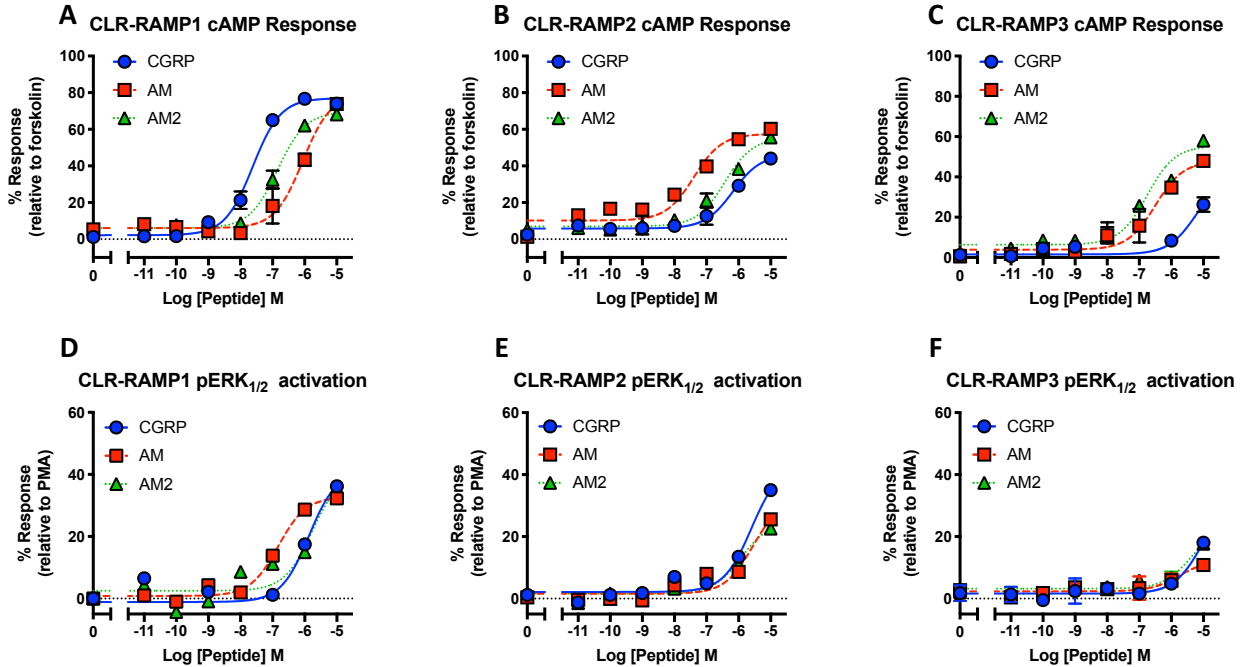 A
CLR-RAMP1 cAMP Response
% Response
(relative to forskolin)
100
80
60
40
20
0
CGRP
AM
AM2
0 -11 -10 -9 -8 -7 -6 -5
Log [Peptide] M
B
CLR-RAMP2 cAMP Response
% Response
(relative to forskolin)
100
80
60
40
20
0
CGRP
AM
AM2
0 -11 -10 -9 -8 -7 -6 -5
Log [Peptide] M
C
CLR-RAMP3 cAMP Response
% Response
(relative to forskolin)
100
80
60
40
20
0
CGRP
AM
AM2
0 -11 -10 -9 -8 -7 -6 -5
Log [Peptide] M
D
CLR-RAMP1 pERK1/2 activation
% Response
(relative to PMA)
60
40
20
0
CGRP
AM
AM2
0 -11 -10 -9 -8 -7 -6 -5
Log [Peptide] M
E
CLR-RAMP2 pERK1/2 activation
% Response
(relative to PMA)
60
40
20
0
CGRP
AM
AM2
0 -11 -10 -9 -8 -7 -6 -5
Log [Peptide] M
F
CLR-RAMP3 pERK1/2 activation
% Response
(relative to PMA)
60
40
20
0
CGRP
AM
AM2
0 -11 -10 -9 -8 -7 -6 -5
Log [Peptide] M